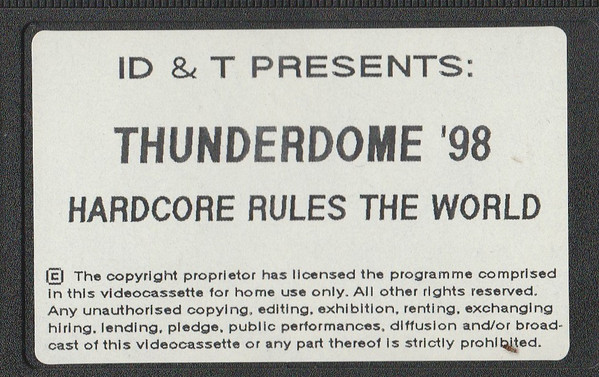 ID & T PRESENTS:
THUNDERDOME '98
HARDCORE RULES THE WORLD
🄲 The copyright proprietor has licensed the programme comprised
in this videocassette for home use only. All other rights reserved.
Any unauthorised copying, editing, exhibition, renting, exchanging
hiring, lending, pledge, public performances, diffusion and/or broad-
cast of this videocassette or any part thereof is strictly prohibited.